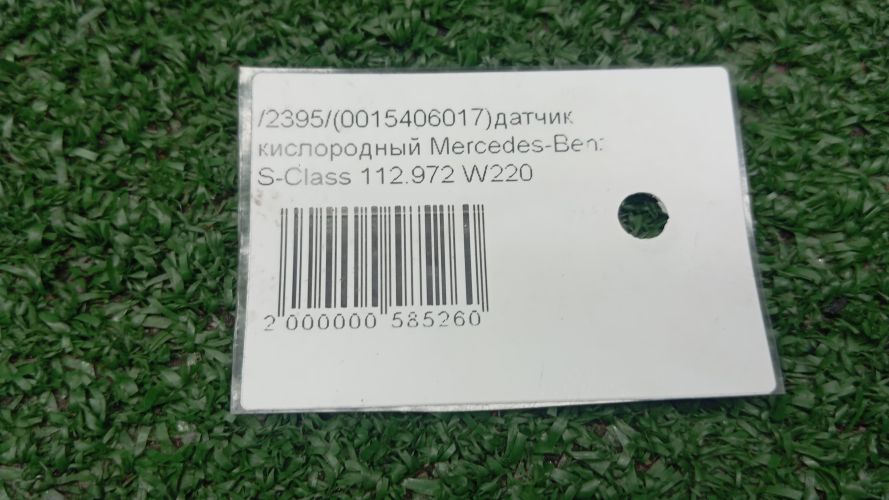 /2395/(0015406017)датчик
кислородный Mercedes-Benz
S-Class 112.972 W220
2 000000 585260